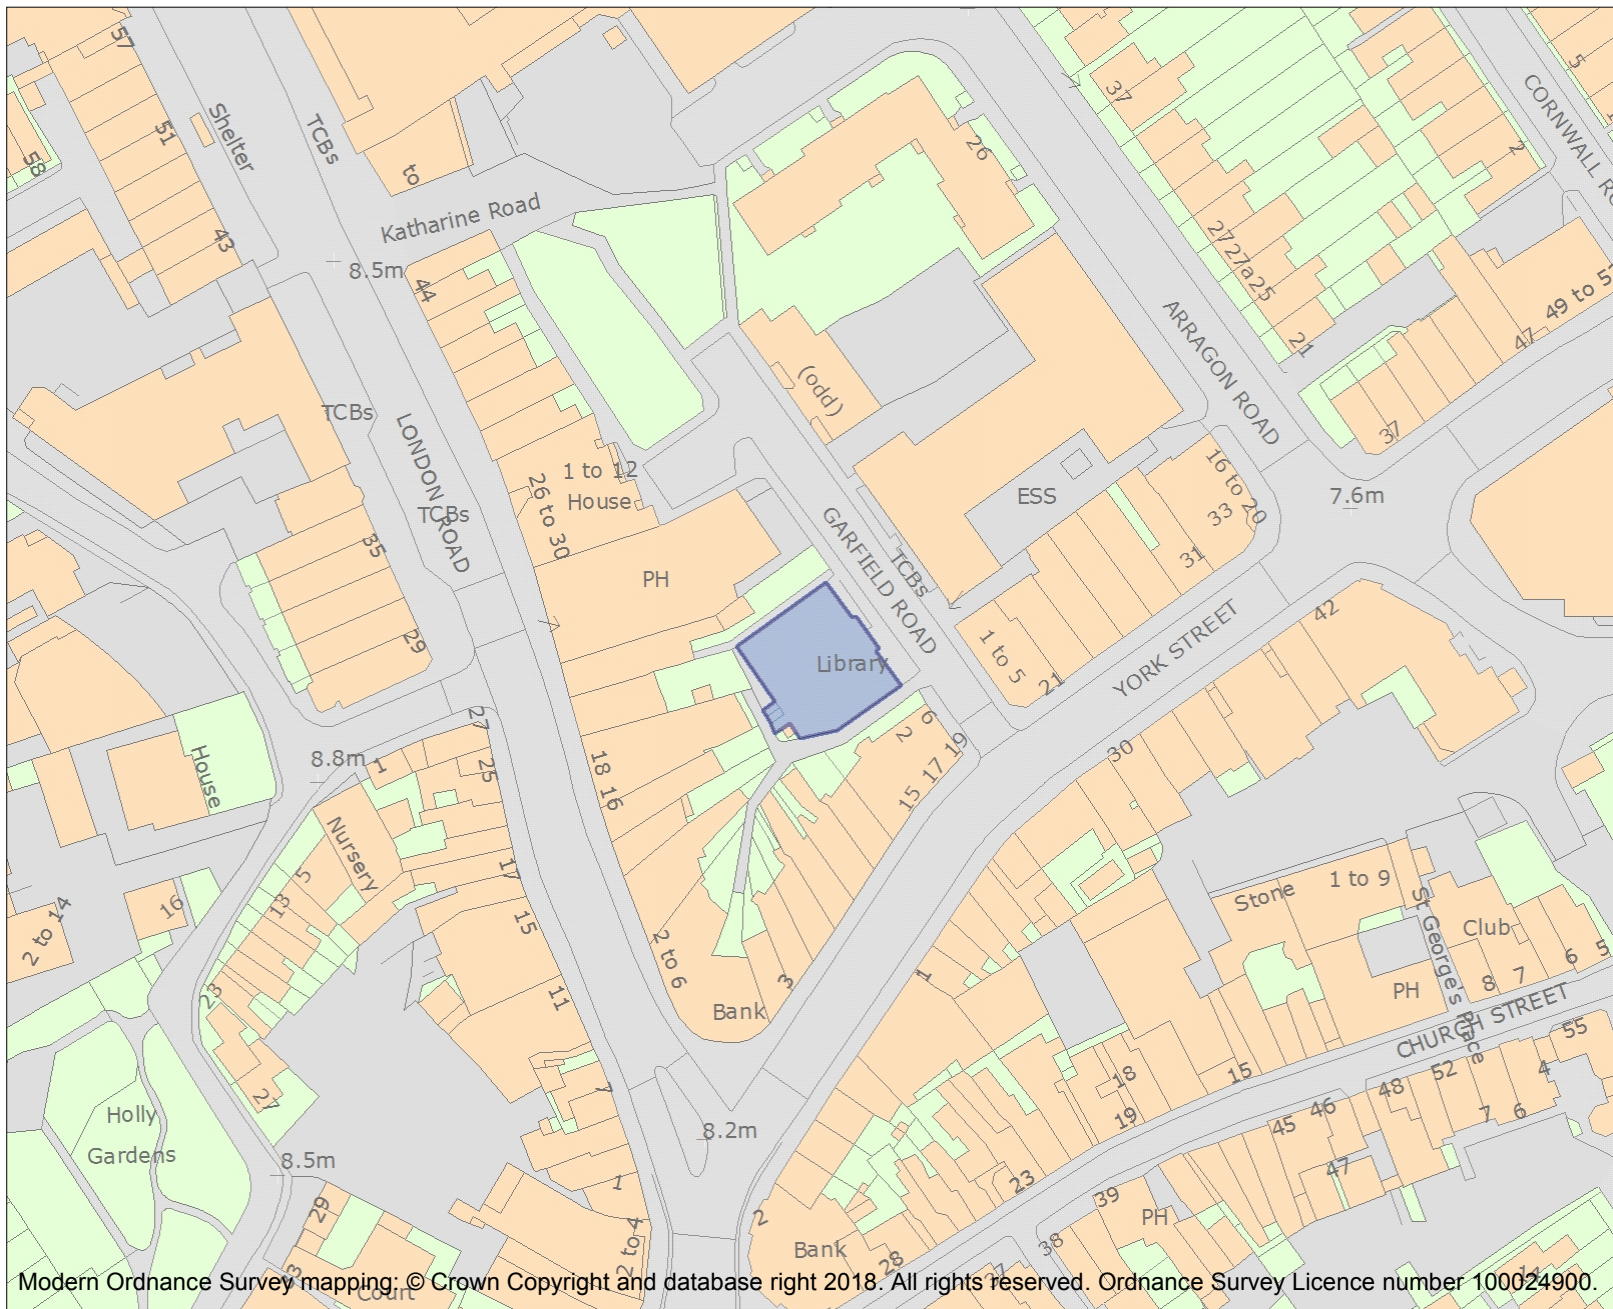 57
51
58
43
Shelter
TCBs
to
Katharine Road
8.5m
44
26
37
5
2
CORNWALL RO
2727a25
21
49 to 5
47
37
ARRAGON ROAD
(odd)
TCBs
LONDON ROAD
TCBs
35
29
1 to 12
House
26 to 30
PH
ESS
16 to 20
33
31
7.6m
GARFIELD ROAD
TCBs
Library
1 to 5
21
YORK STREET
42
30
6
2
19
17
15
18 16
27
25
8.8m
1
House
Nursery
5
13
16
2 to 14
23
27
17
15
11
7
1
2 to 4
2 to 6
Bank
3
1
8.2m
Holly
Gardens
8.5m
29
Court
Stone
1 to 9
St George's Place
Club
PH
8
7
6
5
CHURCH STREET
55
4
52
48
7
6
46
45
47
15
18
19
23
39
PH
38
37
28
2
Bank
Modern Ordnance Survey mapping: © Crown Copyright and database right 2018. All rights reserved. Ordnance Survey Licence number 100024900.